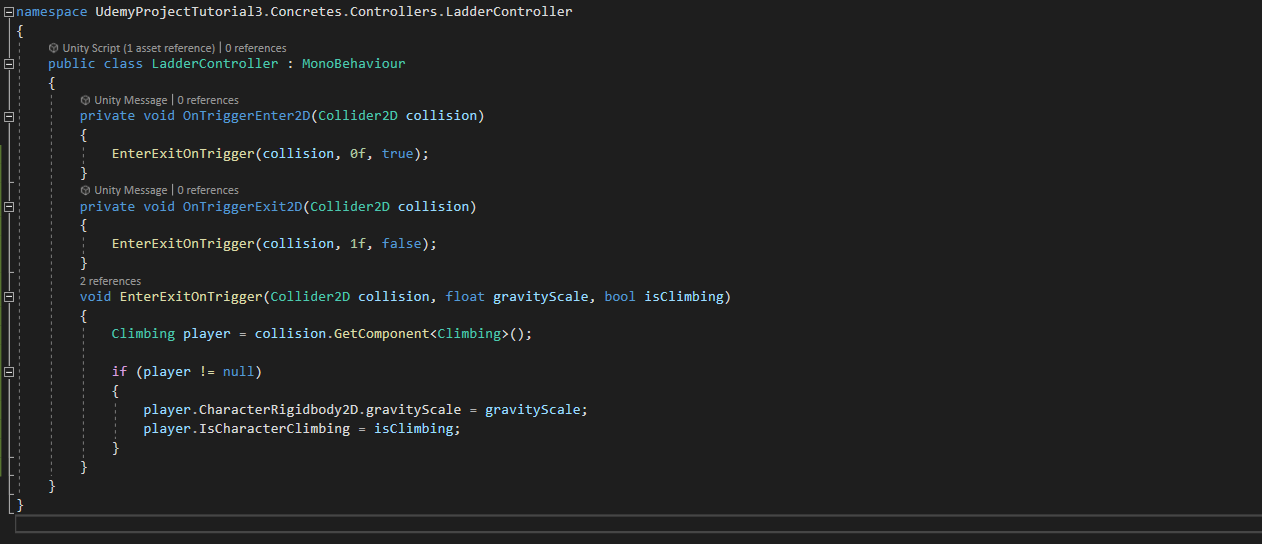 namespace UdemyProjectTutorial3.Concretes.Controllers.LadderController
{
Unity Script (1 asset reference) | 0 references
public class LadderController : MonoBehaviour
{
Unity Message | 0 references
private void OnTriggerEnter2D(Collider2D collision)
{
EnterExitOnTrigger(collision, 0f, true);
}
Unity Message | 0 references
private void OnTriggerExit2D(Collider2D collision)
{
EnterExitOnTrigger(collision, 1f, false);
}
2 references
void EnterExitOnTrigger(Collider2D collision, float gravityScale, bool isClimbing)
{
Climbing player = collision.GetComponent<Climbing>();
if (player != null)
{
player.CharacterRigidbody2D.gravityScale = gravityScale;
player.IsCharacterClimbing = isClimbing;
}
}
}
}